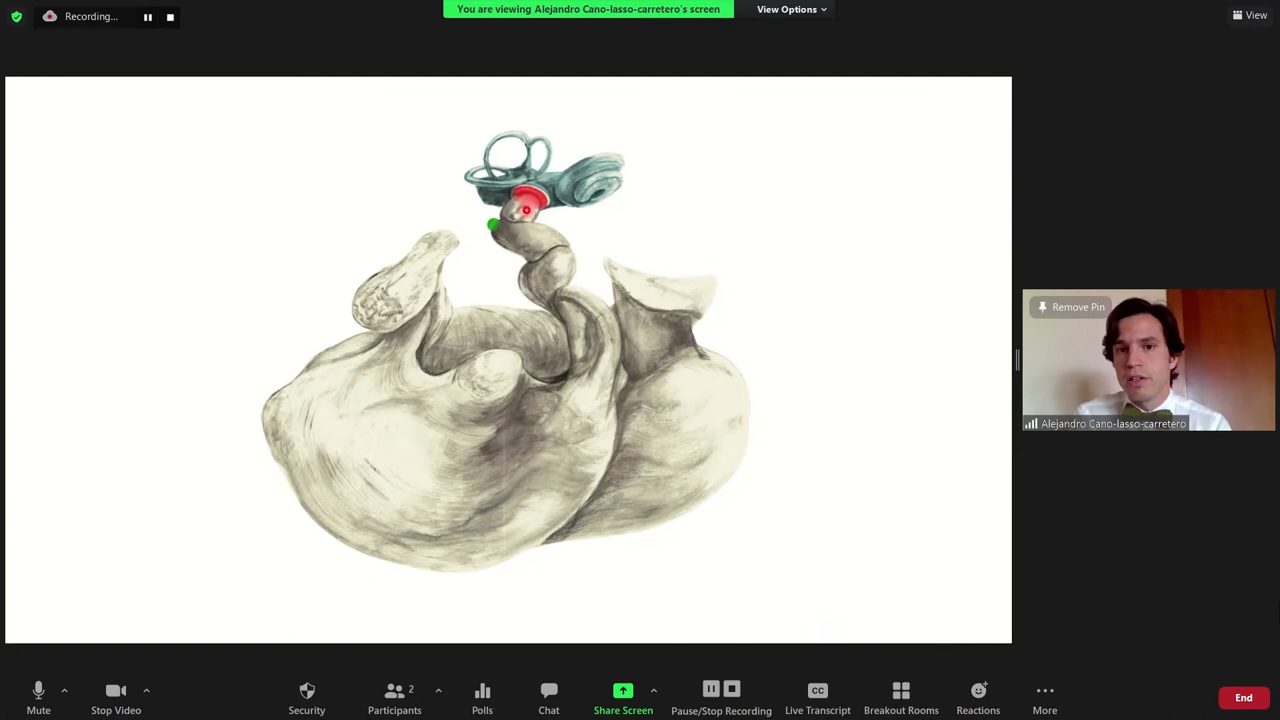 Recording...
You are viewing Alejandro Cano-lasso-carretero's screen
View Options
View
Remove Pin
Alejandro Cano-lasso-carretero
Mute
Stop Video
Security
2
Participants
Polls
Chat
Share Screen
Pause/Stop Recording
CC
Live Transcript
Breakout Rooms
Reactions
More
End